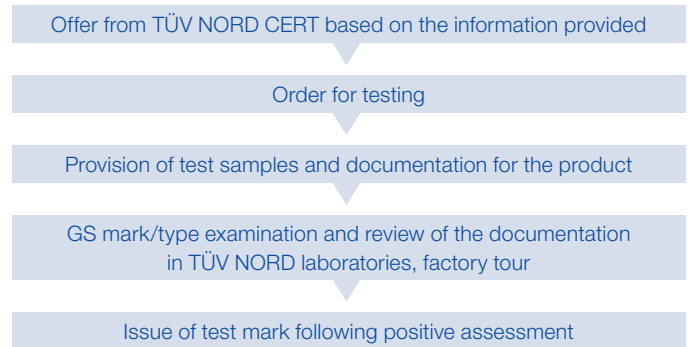 Offer from TÜV NORD CERT based on the information provided
Order for testing
Provision of test samples and documentation for the product
GS mark/type examination and review of the documentation
in TÜV NORD laboratories, factory tour
Issue of test mark following positive assessment